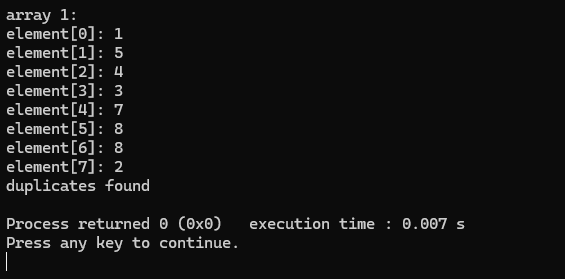 array 1:
element[0]: 1
element[1]: 5
element[2]: 4
element[3]: 3
element[4]: 7
element[5]: 8
element[6]: 8
element[7]: 2
duplicates found

Process returned 0 (0x0)   execution time : 0.007 s
Press any key to continue.